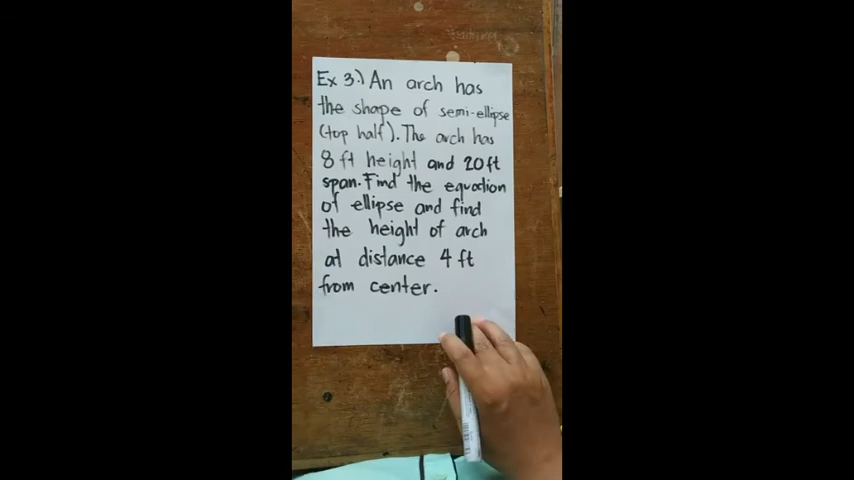 Ex 3.) An arch has
the shape of semi-ellipse
(top half). The arch has
8 ft height and 20 ft
span. Find the equation
of ellipse and find
the height of arch
at distance 4 ft
from center.